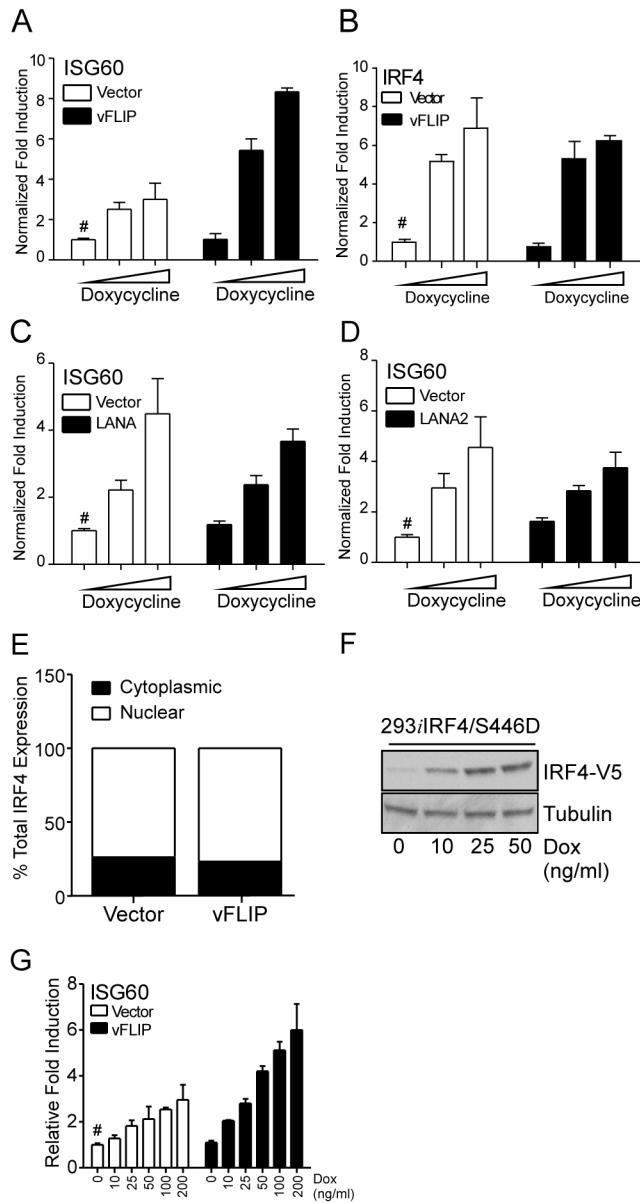 A
ISG60
Vector
vFLIP
Normalized Fold Induction
10
8
6
4
2
0
#
Doxycycline
Doxycycline
B
IRF4
Vector
vFLIP
Normalized Fold Induction
10
8
6
4
2
0
#
Doxycycline
Doxycycline
C
ISG60
Vector
LANA
Normalized Fold Induction
6
4
2
0
#
Doxycycline
Doxycycline
D
ISG60
Vector
LANA2
Normalized Fold Induction
8
6
4
2
0
#
Doxycycline
Doxycycline
E
Cytoplasmic
Nuclear
% Total IRF4 Expression
150
100
50
0
Vector vFLIP
F
293iIRF4/S446D
IRF4-V5
Tubulin
0 10 25 50 Dox
(ng/ml)
G
ISG60
Vector
vFLIP
Relative Fold Induction
8
6
4
2
0
#
0 10 25 50 100 200 0 10 25 50 100 200 Dox
(ng/ml)